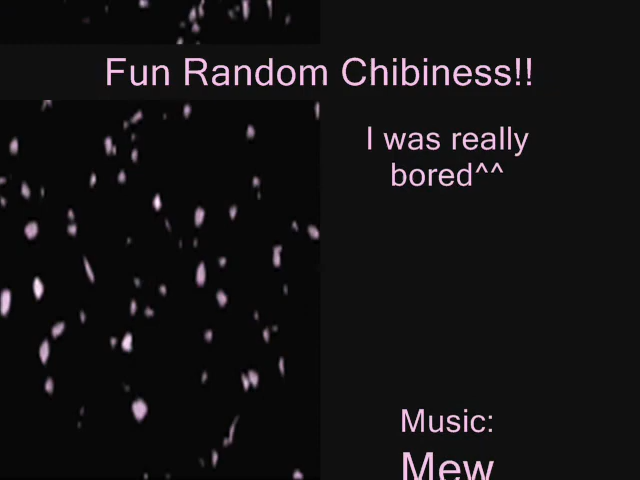 Fun Random Chibiness!!
I was really
bored^^
Music:
Mew